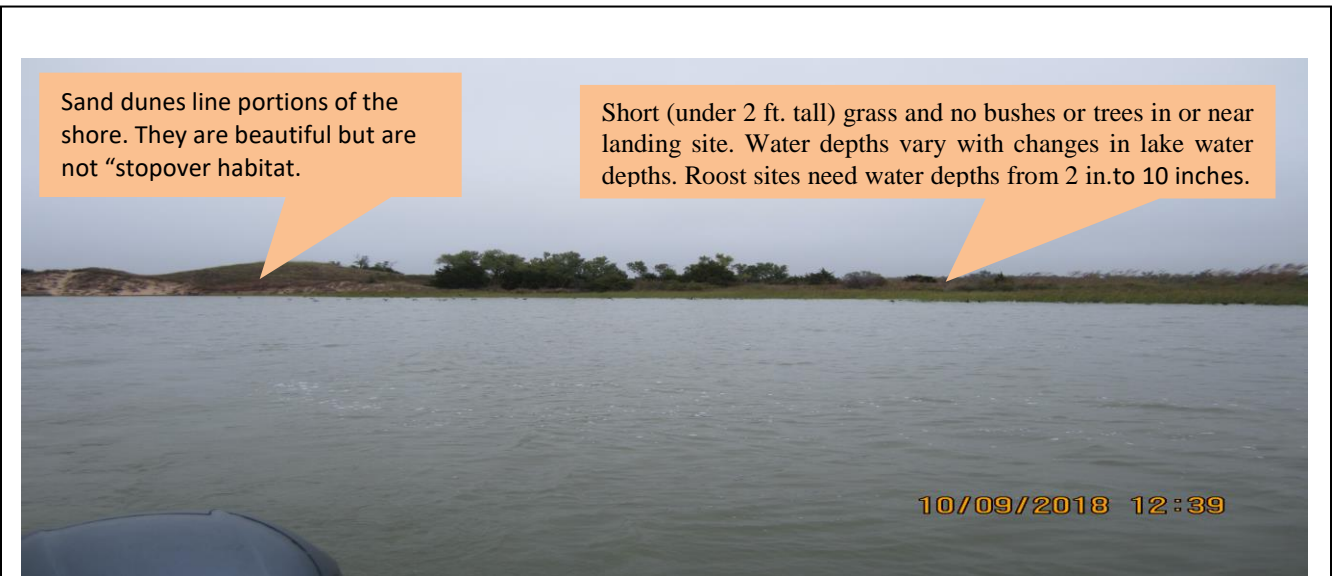 Sand dunes line portions of the
shore. They are beautiful but are
not “stopover habitat.
Short (under 2 ft. tall) grass and no bushes or trees in or near
landing site. Water depths vary with changes in lake water
depths. Roost sites need water depths from 2 in.to 10 inches.
10/09/2018 12:39